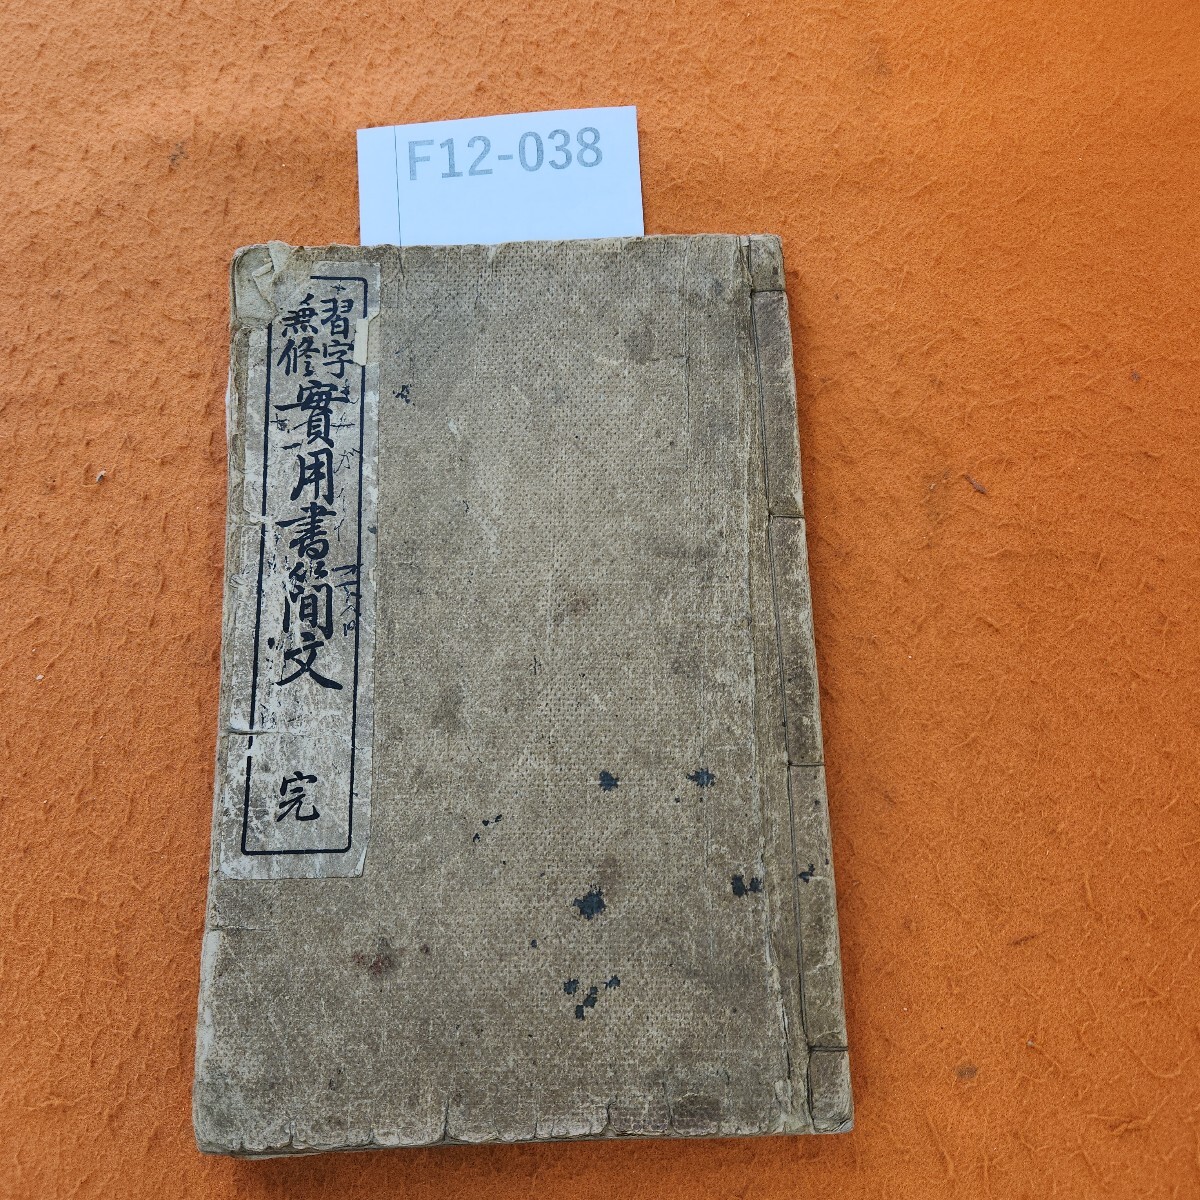 F12-038
習字
兼修
實用書簡文 完